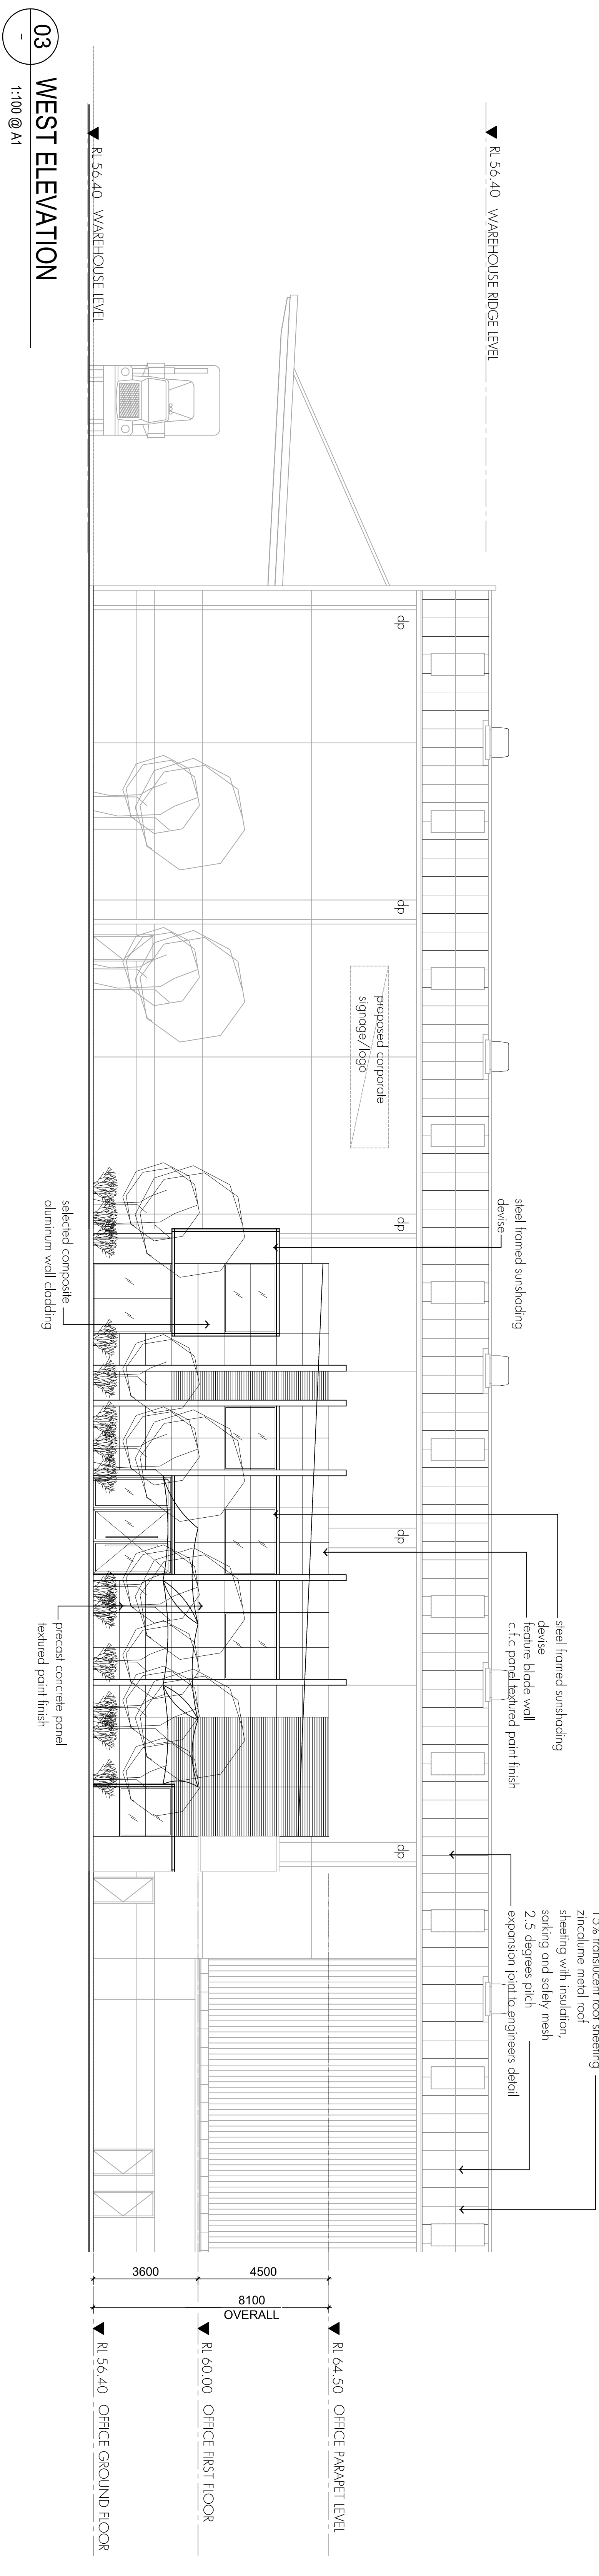 RL 56.40 WAREHOUSE RIDGE LEVEL
RL 56.40 WAREHOUSE LEVEL
03
-
WEST ELEVATION
1:100 @ A1
dp
dp
dp
dp
dp
proposed corporate
signage/logo
steel framed sunshading
devise
selected composite
aluminum wall cladding
steel framed sunshading
devise
feature blade wall
c.f.c panel textured paint finish
precast concrete panel
textured paint finish
15% translucent roof sheeting
zincalume metal roof
sheeting with insulation,
sarking and safety mesh
2.5 degrees pitch
expansion joint to engineers detail
3600
4500
8100
OVERALL
RL 64.50 OFFICE PARAPET LEVEL
RL 60.00 OFFICE FIRST FLOOR
RL 56.40 OFFICE GROUND FLOOR